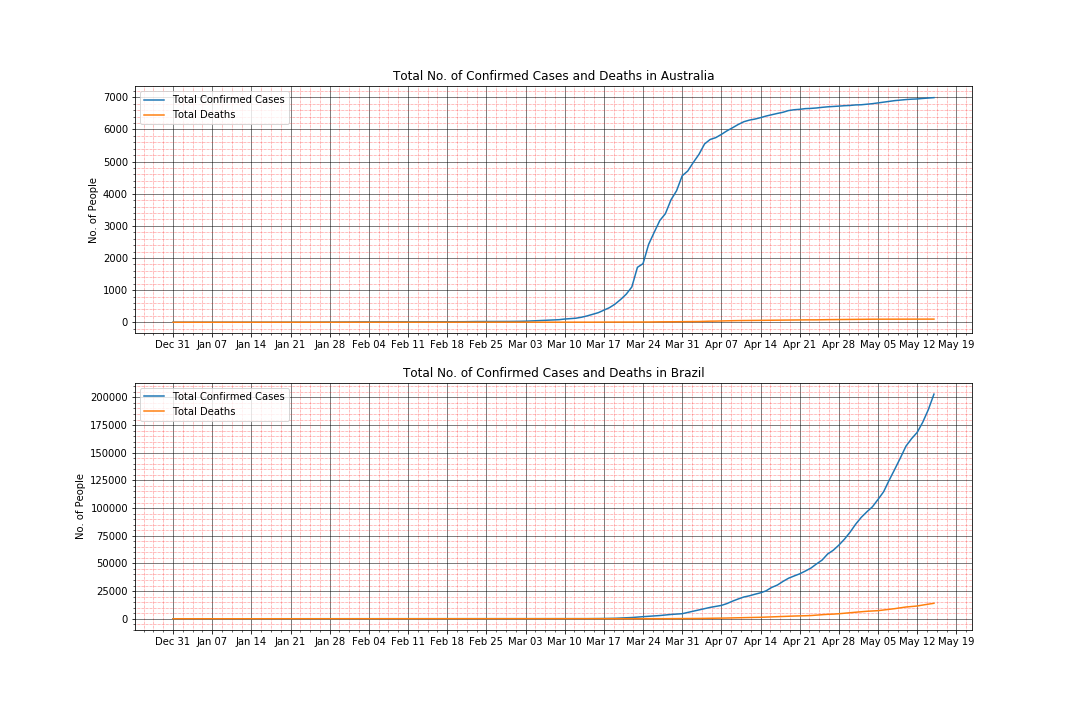 Total No. of Confirmed Cases and Deaths in Australia
Total Confirmed Cases
Total Deaths
No. of People
7000
6000
5000
4000
3000
2000
1000
0
Dec 31 Jan 07 Jan 14 Jan 21 Jan 28 Feb 04 Feb 11 Feb 18 Feb 25 Mar 03 Mar 10 Mar 17 Mar 24 Mar 31 Apr 07 Apr 14 Apr 21 Apr 28 May 05 May 12 May 19
Total No. of Confirmed Cases and Deaths in Brazil
Total Confirmed Cases
Total Deaths
No. of People
200000
175000
150000
125000
100000
75000
50000
25000
0
Dec 31 Jan 07 Jan 14 Jan 21 Jan 28 Feb 04 Feb 11 Feb 18 Feb 25 Mar 03 Mar 10 Mar 17 Mar 24 Mar 31 Apr 07 Apr 14 Apr 21 Apr 28 May 05 May 12 May 19